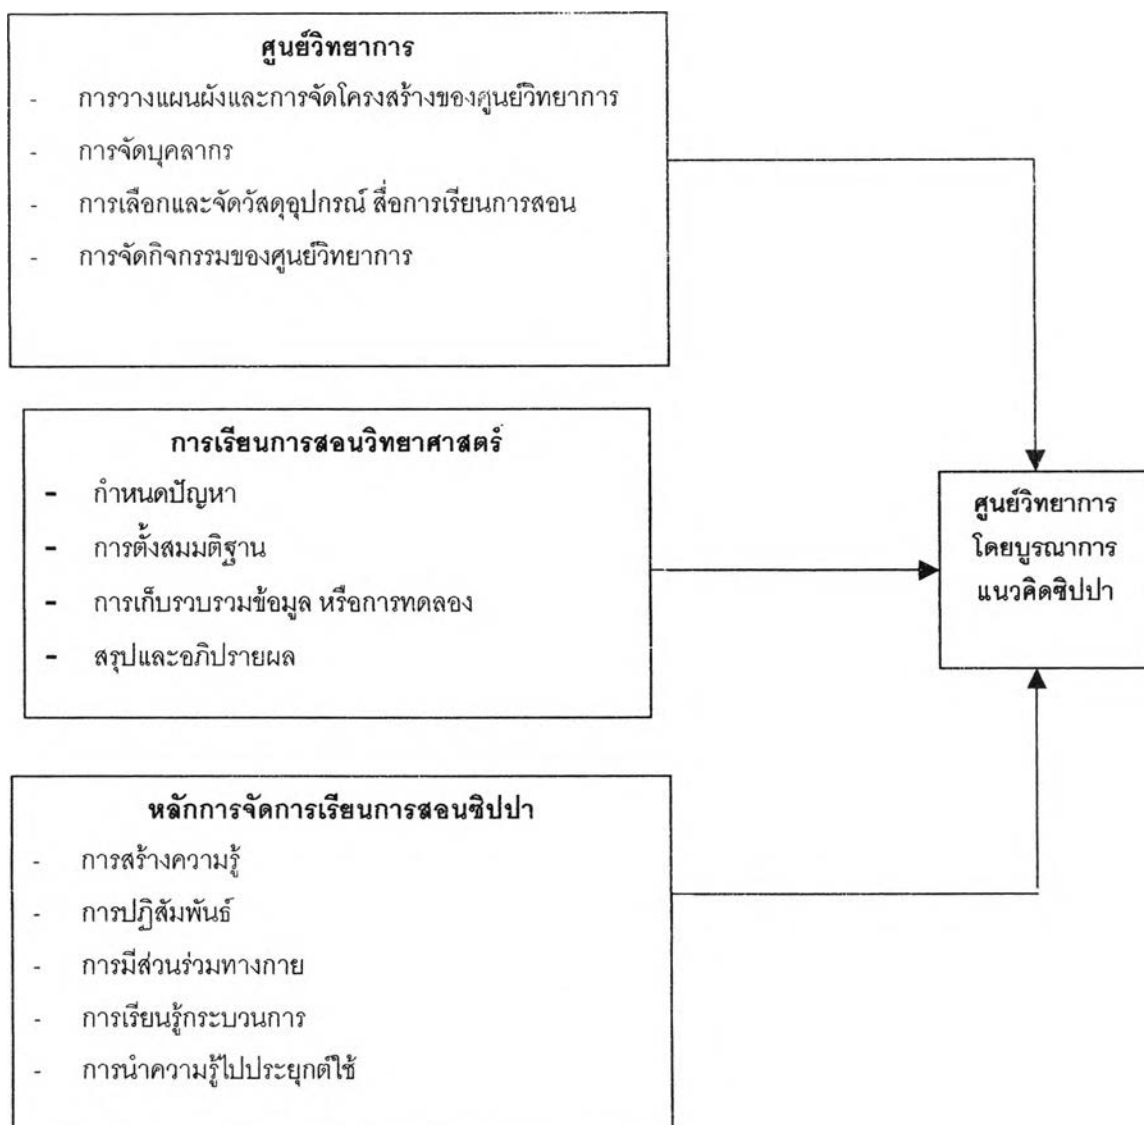 ศูนย์วิทยาการ
- การวางแผนผังและการจัดโครงสร้างของศูนย์วิทยาการ
- การจัดบุคลากร
- การเลือกและจัดวัสดุอุปกรณ์ สื่อการเรียนการสอน
- การจัดกิจกรรมของศูนย์วิทยาการ
การเรียนการสอนวิทยาศาสตร์
- กำหนดปัญหา
- การตั้งสมมติฐาน
- การเก็บรวบรวมข้อมูล หรือการทดลอง
- สรุปและอภิปรายผล
หลักการจัดการเรียนการสอนซิปปา
- การสร้างความรู้
- การปฏิสัมพันธ์
- การมีส่วนร่วมทางกาย
- การเรียนรู้กระบวนการ
- การนำความรู้ไปประยุกต์ใช้
ศูนย์วิทยาการ
โดยบูรณาการ
แนวคิดซิปปา